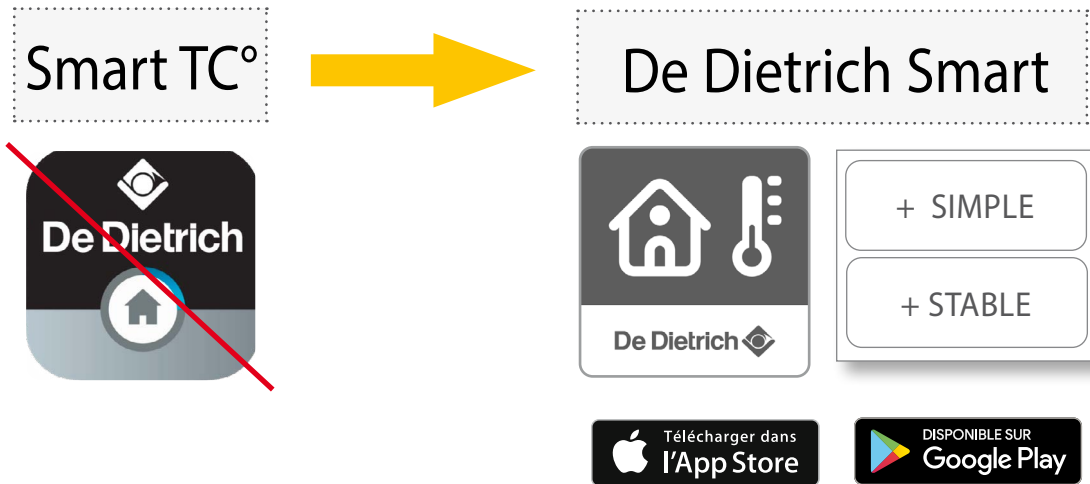 Smart TC°
De Dietrich Smart
De Dietrich
De Dietrich
+ SIMPLE
+ STABLE
Télécharger dans
l'App Store
DISPONIBLE SUR
Google Play